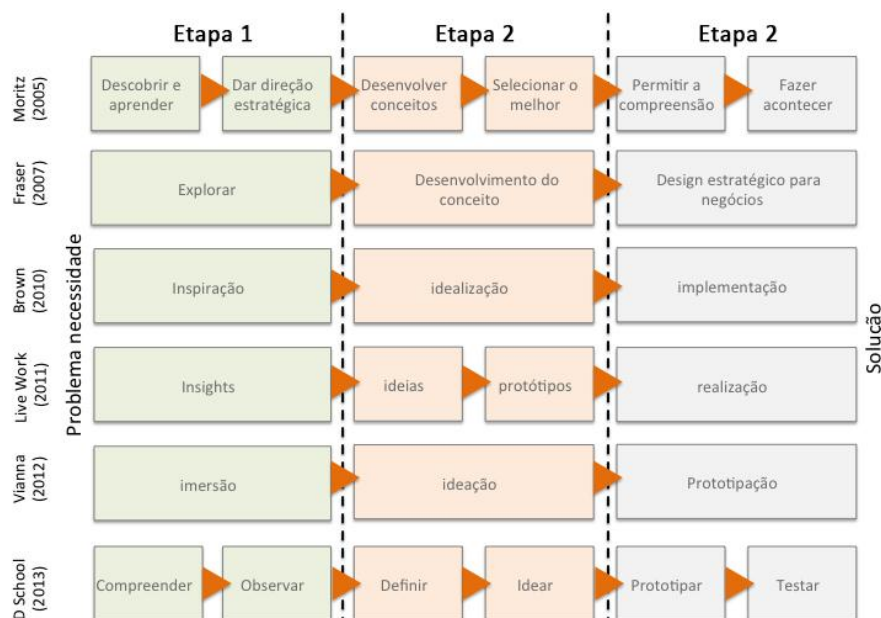 Etapa 1
Etapa 2
Etapa 2
Moritz
(2005)
Descobrir e
aprender
Dar direção
estratégica
Desenvolver
conceitos
Selecionar o
melhor
Permitir a
compreensão
Fazer
acontecer
Fraser
(2007)
Explorar
Desenvolvimento do
conceito
Design estratégico para
negócios
Problema necessidade
Solução
Brown
(2010)
Inspiração
idealização
implementação
Live Work
(2011)
Insights
ideias
protótipos
realização
Vianna
(2012)
imersão
ideação
Prototipação
D School
(2013)
Compreender
Observar
Definir
Idear
Prototipar
Testar